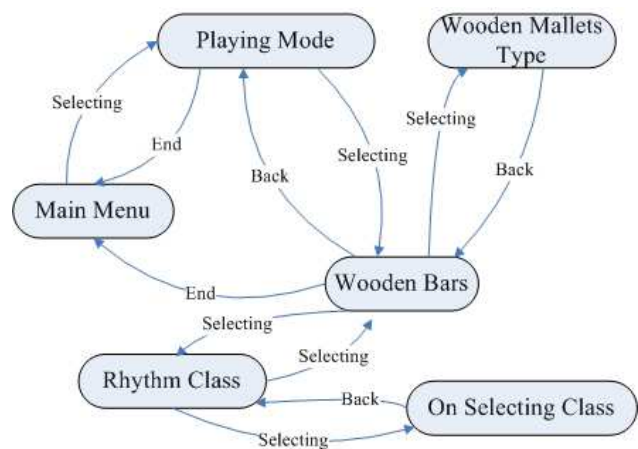 Playing Mode
Wooden Mallets
Type
Selecting
Selecting
End
Back
Selecting
Back
Main Menu
Wooden Bars
End
Selecting
Selecting
Rhythm Class
Back
On Selecting Class
Selecting